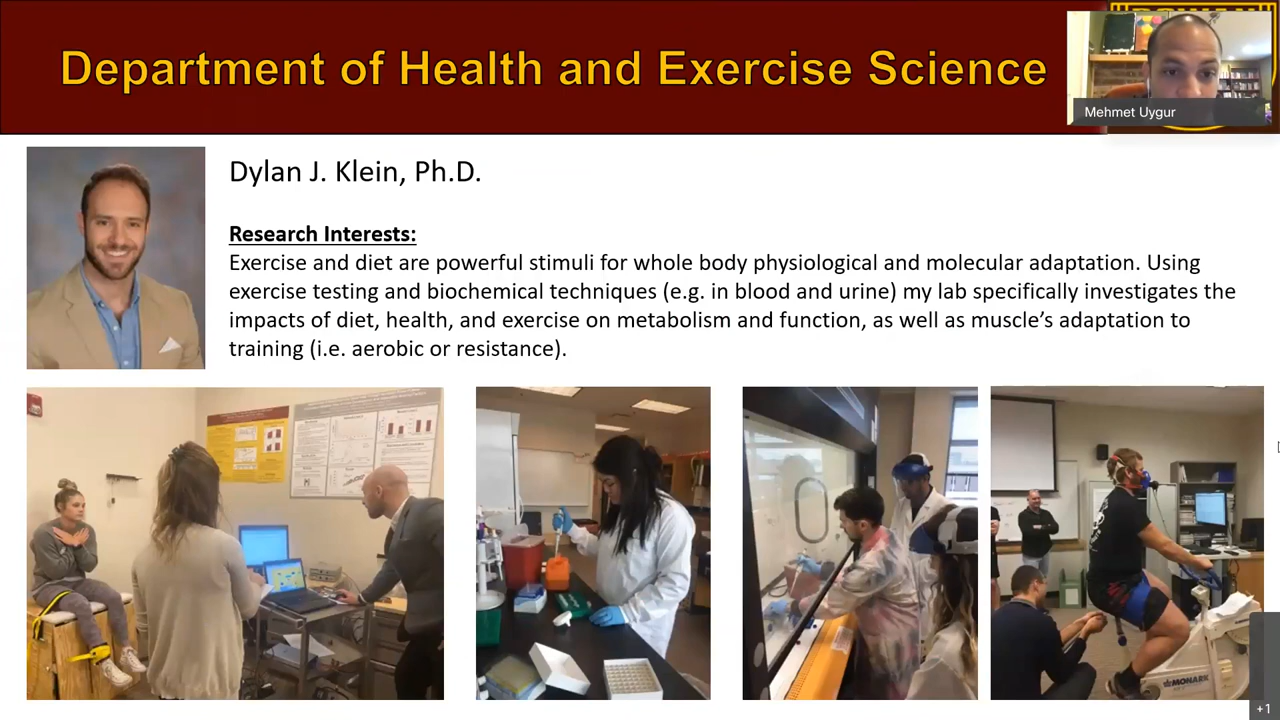 Department of Health and Exercise Science
Mehmet Uygur
Dylan J. Klein, Ph.D.
Research Interests:
Exercise and diet are powerful stimuli for whole body physiological and molecular adaptation. Using
exercise testing and biochemical techniques (e.g. in blood and urine) my lab specifically investigates the
impacts of diet, health, and exercise on metabolism and function, as well as muscle’s adaptation to
training (i.e. aerobic or resistance).
MONARK
+1